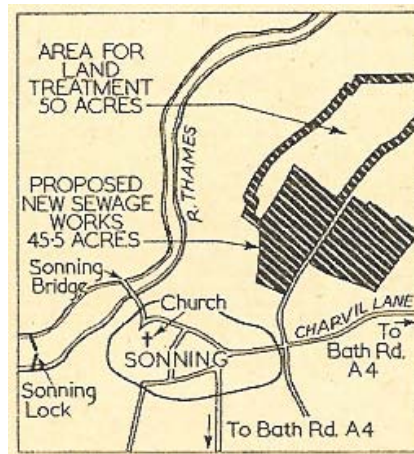 AREA FOR
LAND
TREATMENT
50 ACRES
R. THAMES
PROPOSED
NEW SEWAGE
WORKS
45·5 ACRES
Sonning
Bridge
Church
SONNING
CHARVIL LANE
To
Bath Rd.
A4
Sonning
Lock
To Bath Rd. A4